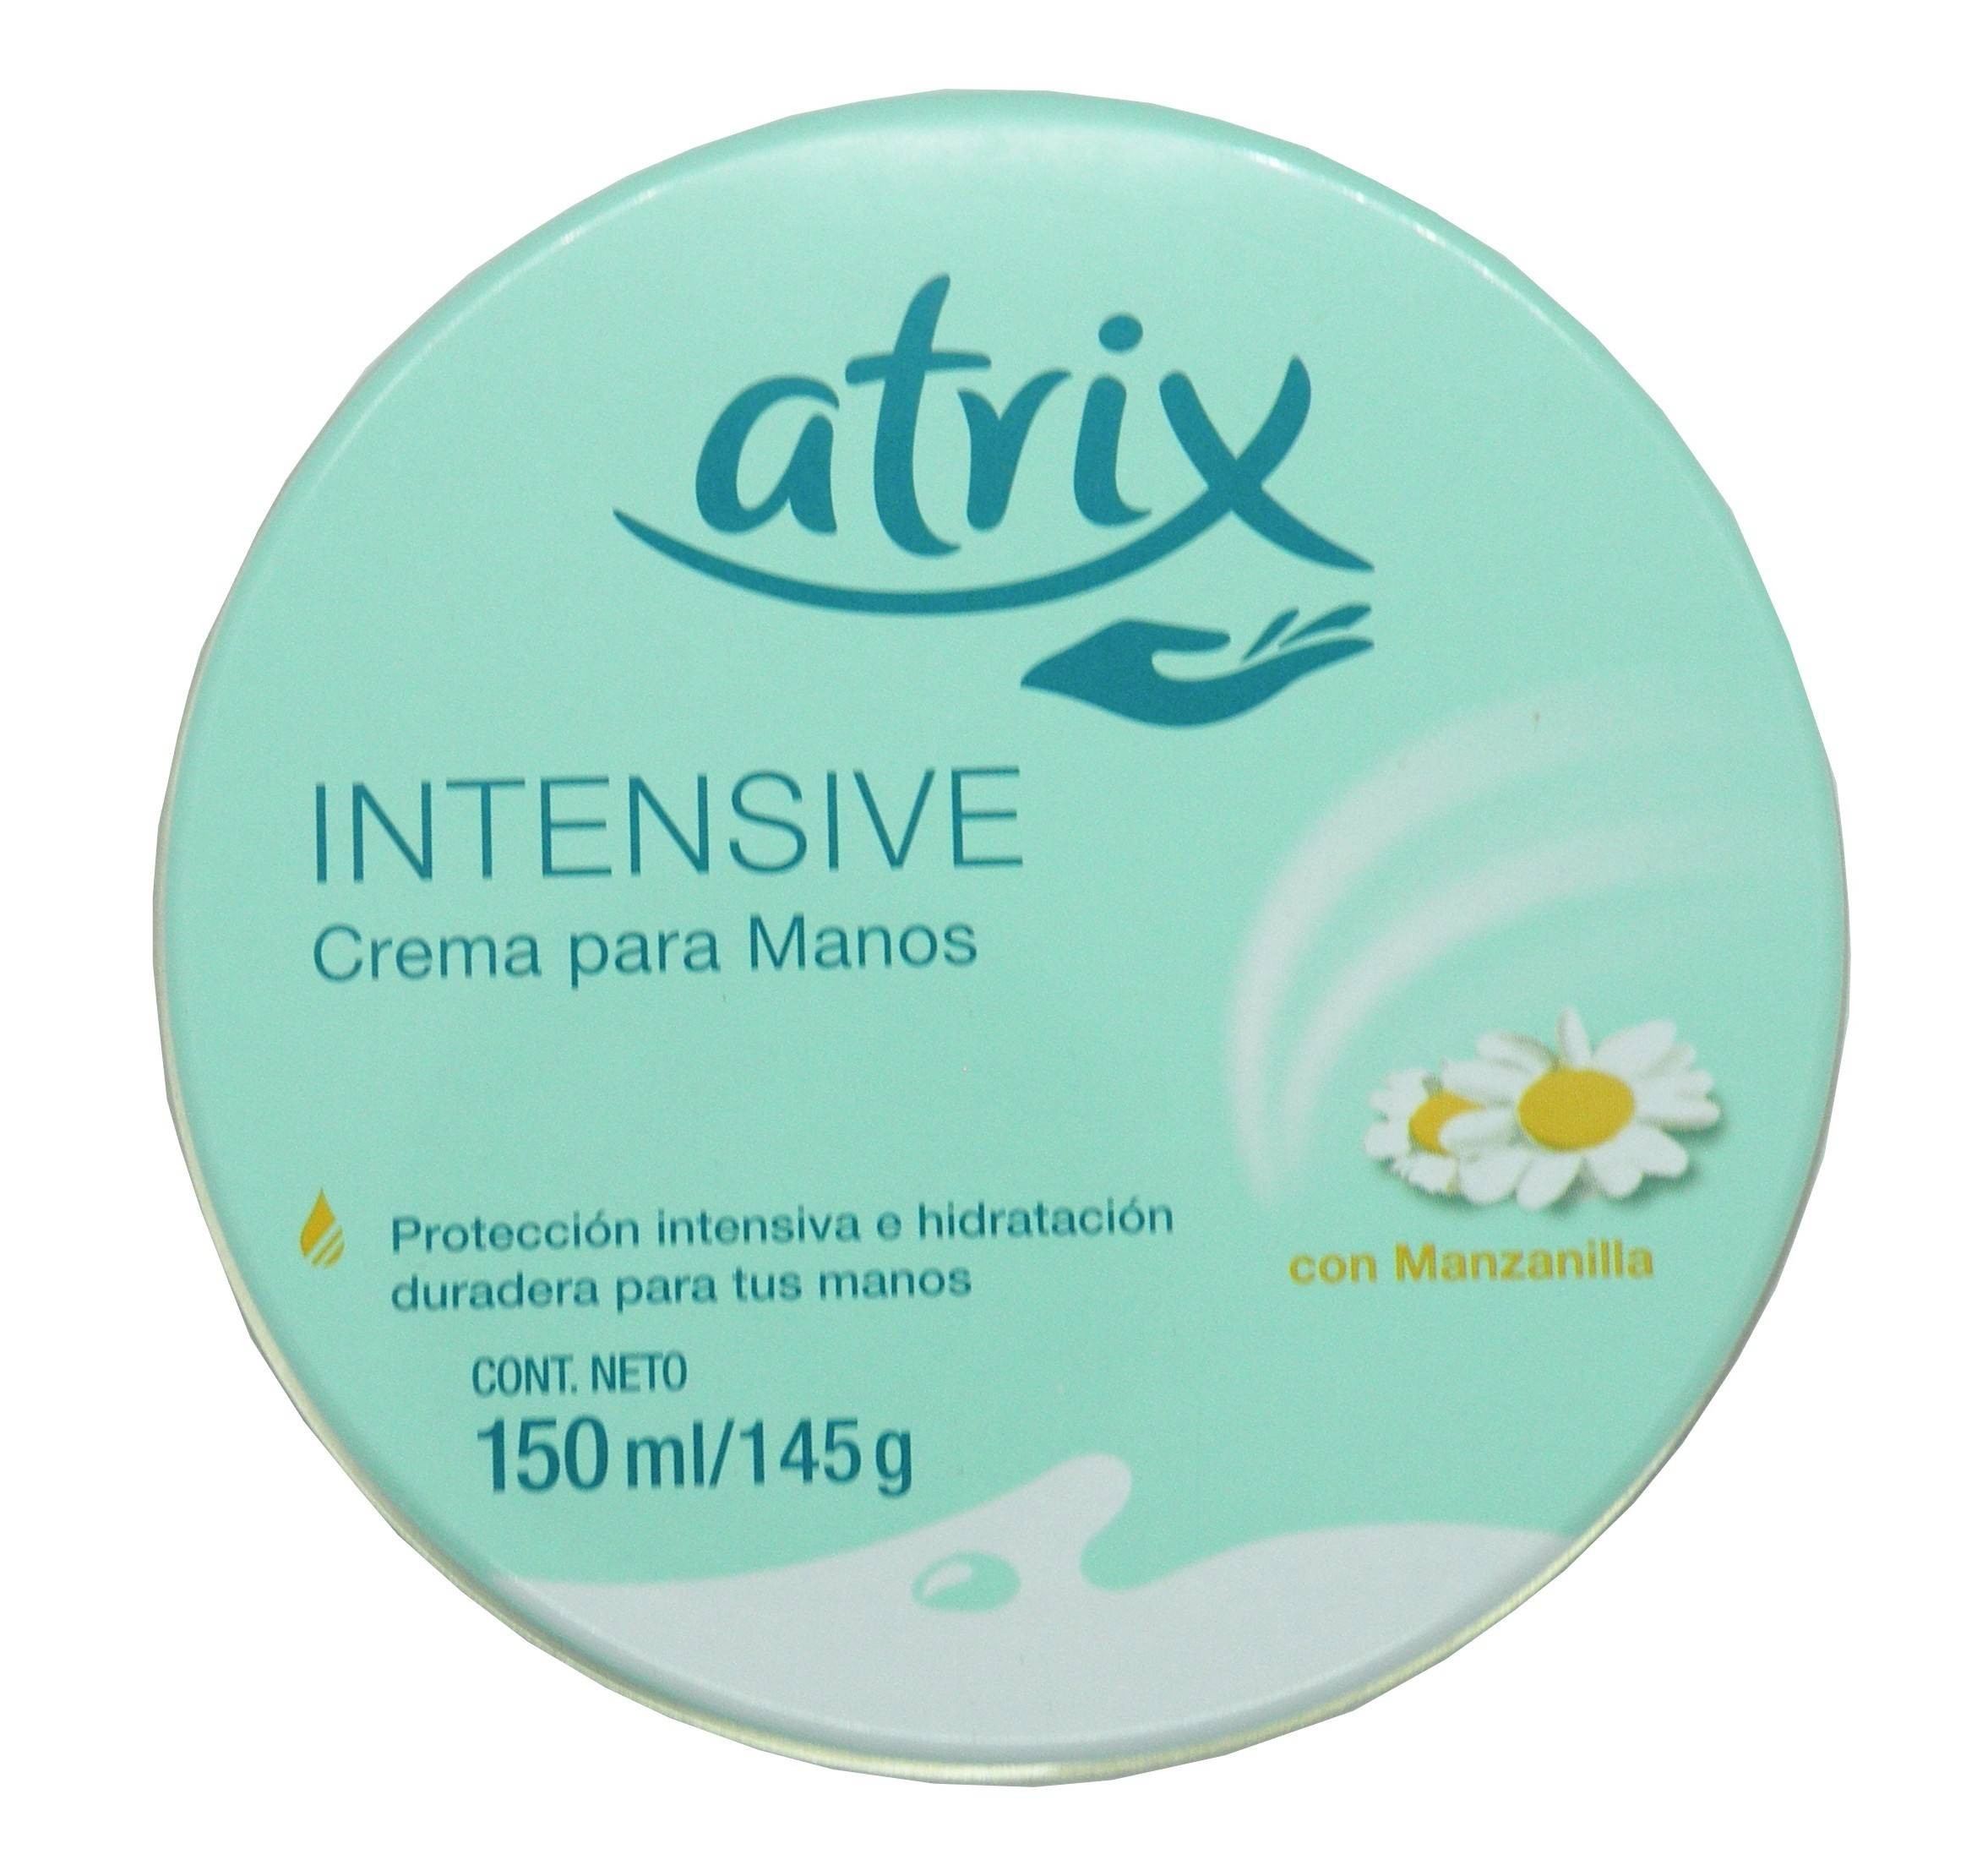 atrix
INTENSIVE
Crema para Manos
Protección intensiva e hidratación
duradera para tus manos
con Manzanilla
CONT. NETO
150 ml/145 g